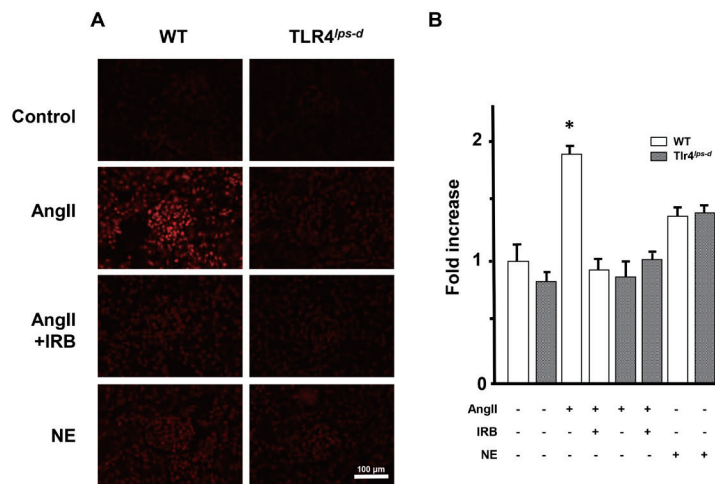 A
B
WT
TLR4lps-d
Control
AngII
AngII
+IRB
NE
100 µm
Fold increase
2
1
0
*
WT
Tlr4lps-d
AngII - - + + + + - -
IRB - - - + - + - -
NE - - - - - - + +